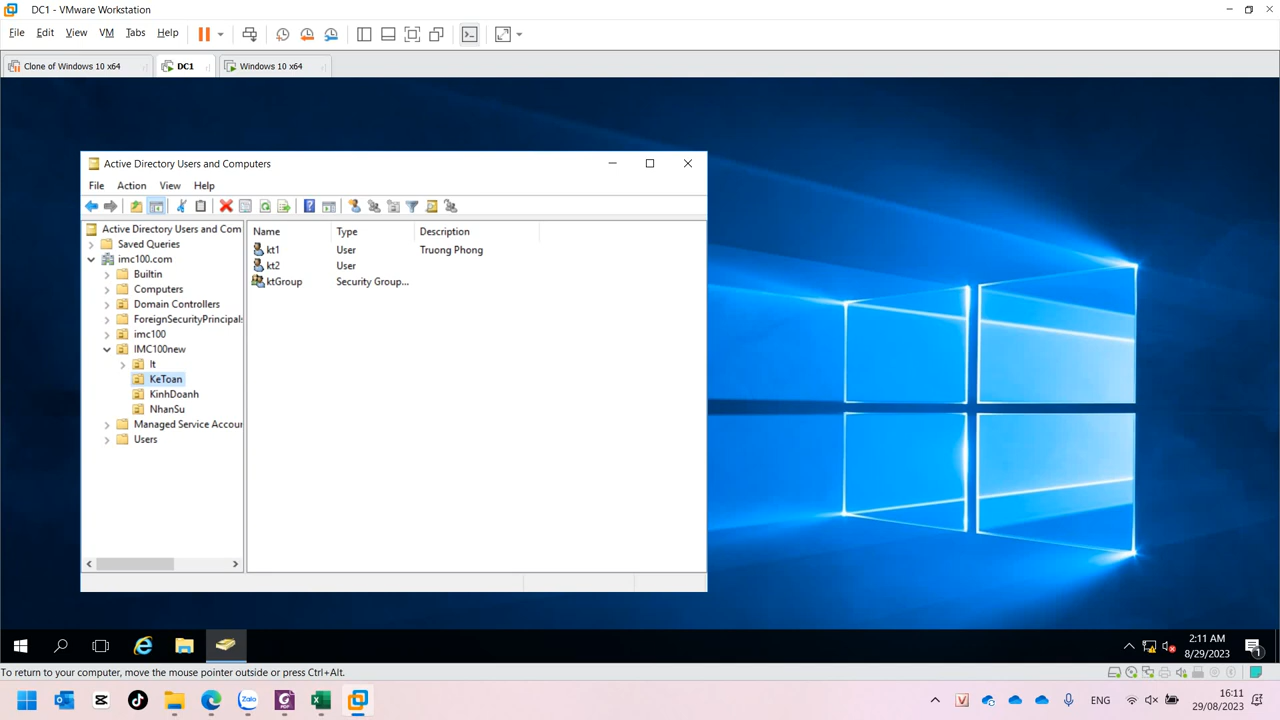 DC1 - VMware Workstation
File Edit View VM Tabs Help
Clone of Windows 10 x64 DC1 Windows 10 x64
Active Directory Users and Computers
File Action View Help
Active Directory Users and Com
Saved Queries
imc100.com
Builtin
Computers
Domain Controllers
ForeignSecurityPrincipals
imc100
IMC100new
It
KeToan
KinhDoanh
NhanSu
Managed Service Accour
Users
Name Type Description
kt1 User Truong Phong
kt2 User
ktGroup Security Group...
2:11 AM
8/29/2023
1
To return to your computer, move the mouse pointer outside or press Ctrl+Alt.
Zalo
PDF
V
ENG
16:11
29/08/2023